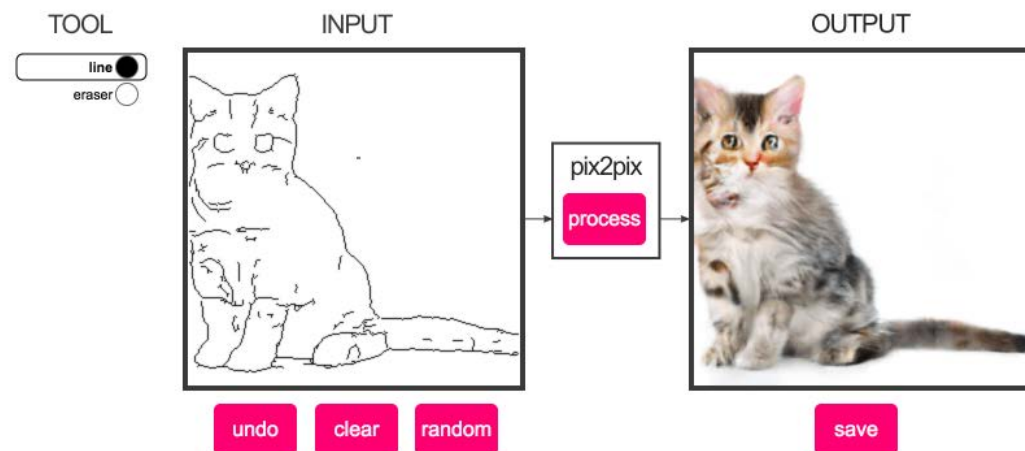 TOOL
INPUT
OUTPUT
line
eraser
pix2pix
process
undo
clear
random
save